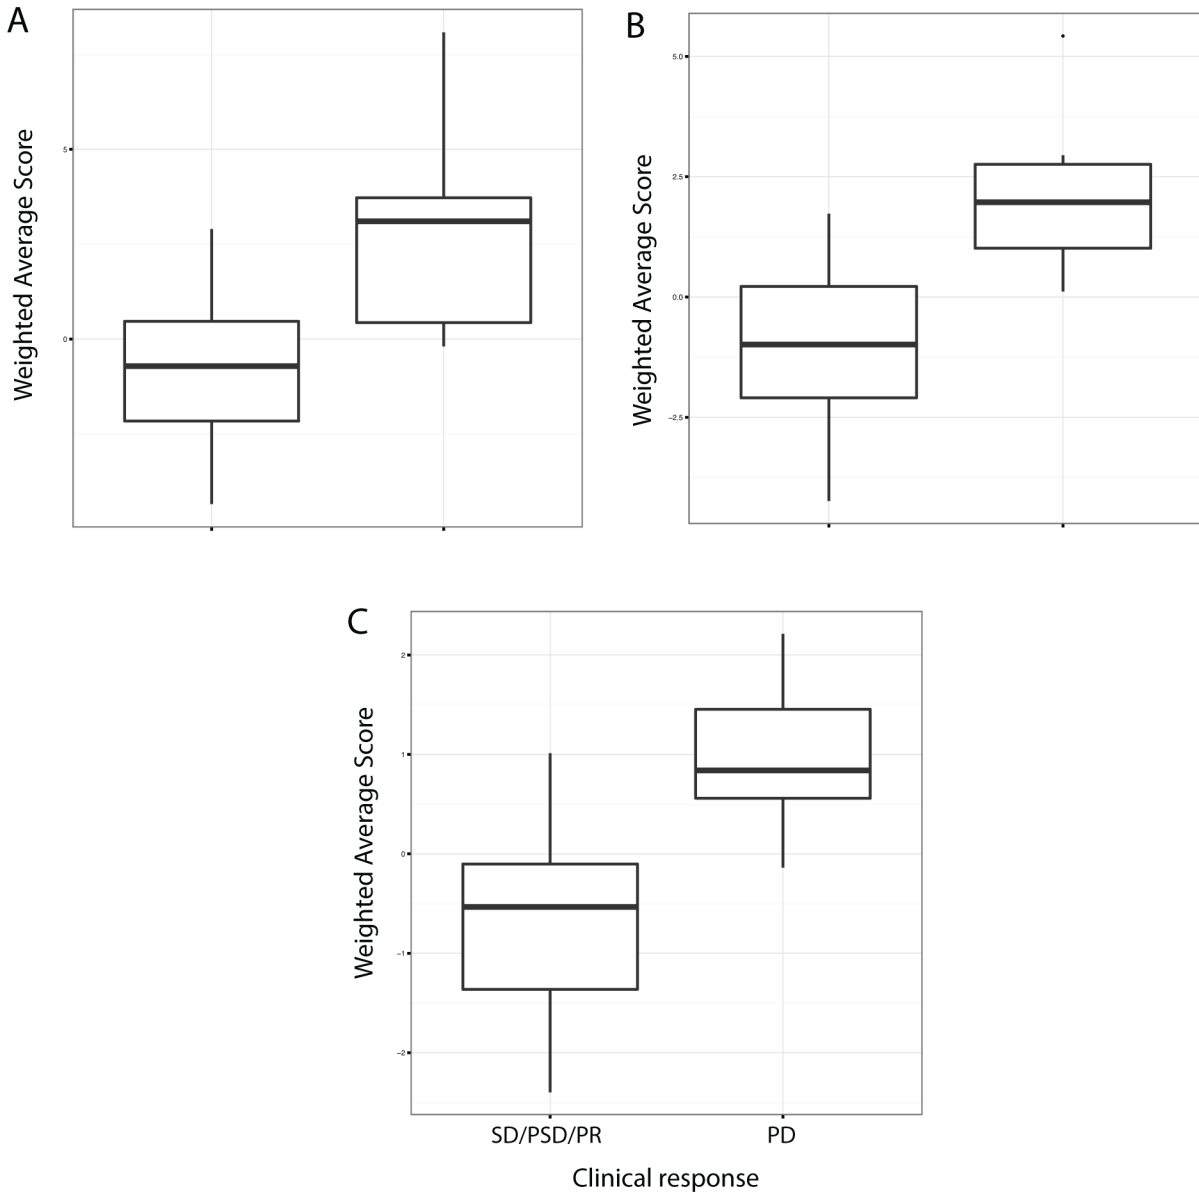 A
B
Weighted Average Score
5
0
Weighted Average Score
5.0
2.5
0.0
−2.5
C
Weighted Average Score
2
1
0
−1
−2
SD/PSD/PR PD
Clinical response